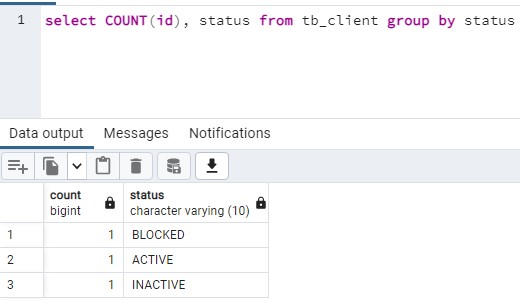 1 select COUNT(id), status from tb_client group by status
Data output Messages Notifications
count status
bigint character varying (10)
1 1 BLOCKED
2 1 ACTIVE
3 1 INACTIVE